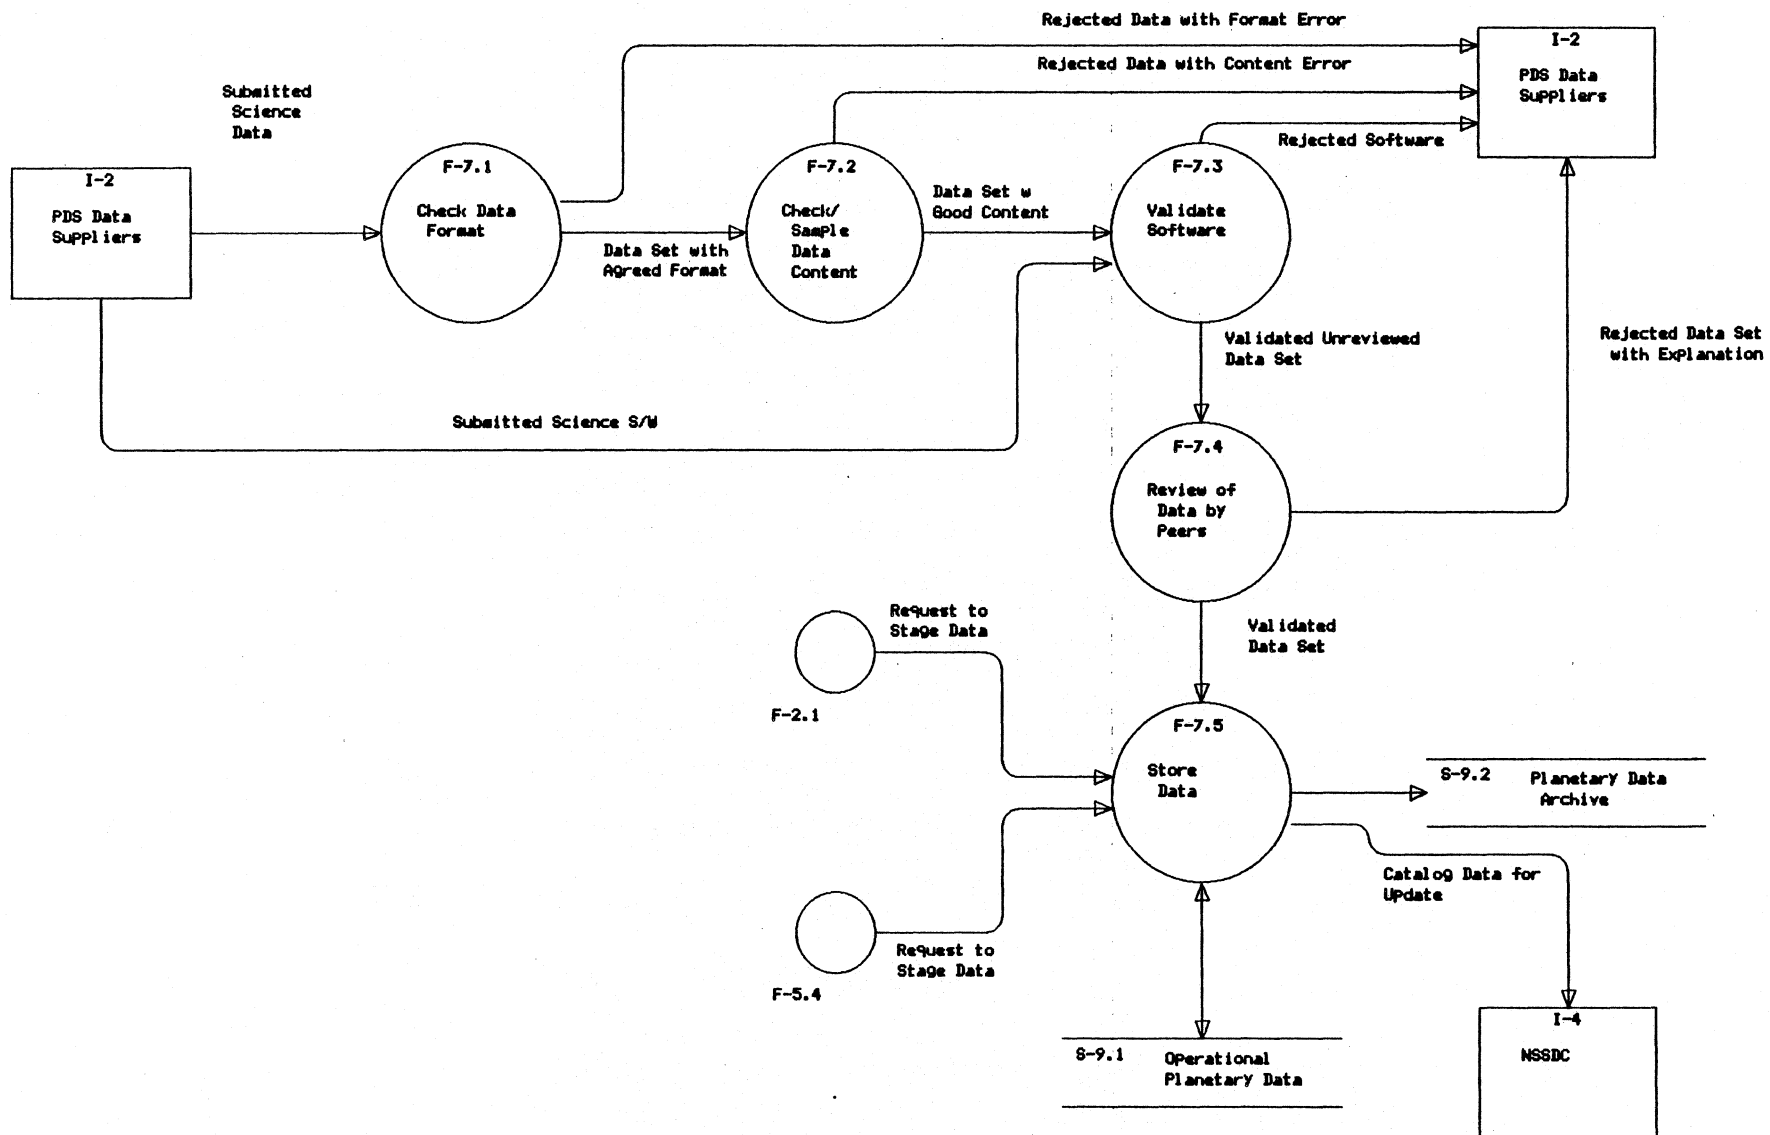 Rejected Data with Format Error
I-2
PDS Data
Suppliers
Rejected Data with Content Error
Submitted
Science
Data
Rejected Software
I-2
PDS Data
Suppliers
F-7.1
Check Data
Format
F-7.2
Check/
Sample
Data
Content
Data Set w
Good Content
F-7.3
Validate
Software
Data Set with
Agreed Format
Validated Unreviewed
Data Set
Rejected Data Set
with Explanation
Submitted Science S/W
F-7.4
Review of
Data by
Peers
Request to
Stage Data
Validated
Data Set
F-2.1
F-7.5
Store
Data
S-9.2
Planetary Data
Archive
Catalog Data for
Update
Request to
Stage Data
F-5.4
I-4
NSSDC
S-9.1
Operational
Planetary Data